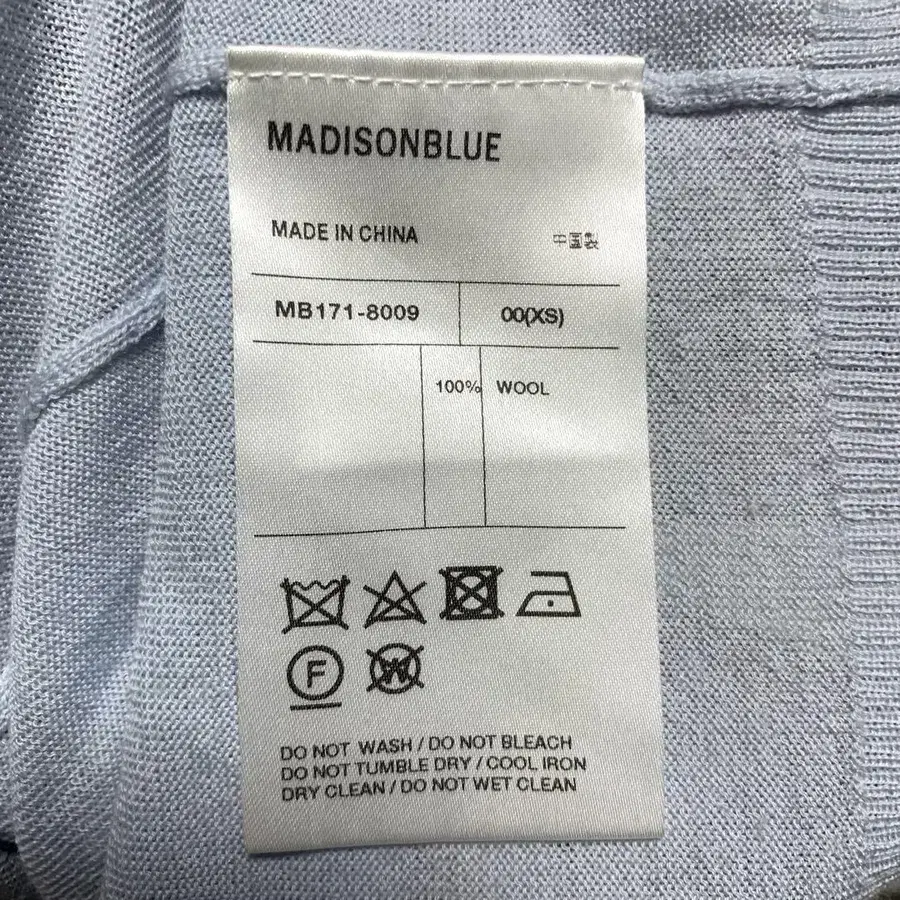 MADISONBLUE
MADE IN CHINA 中国製
MB171-8009 00(XS)
100% WOOL
F
W
DO NOT WASH / DO NOT BLEACH
DO NOT TUMBLE DRY / COOL IRON
DRY CLEAN / DO NOT WET CLEAN